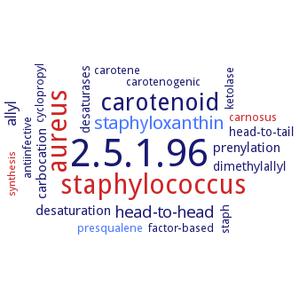 cyclopropyl
carotene
carotenogenic
desaturases
ketolase
allyl
carotenoid
aureus
staphyloxanthin
carnosus
head-to-tail
antiinfective
carbocation
2.5.1.96
prenylation
synthesis
staphylococcus
dimethylallyl
desaturation
head-to-head
staph
presqualene
factor-based